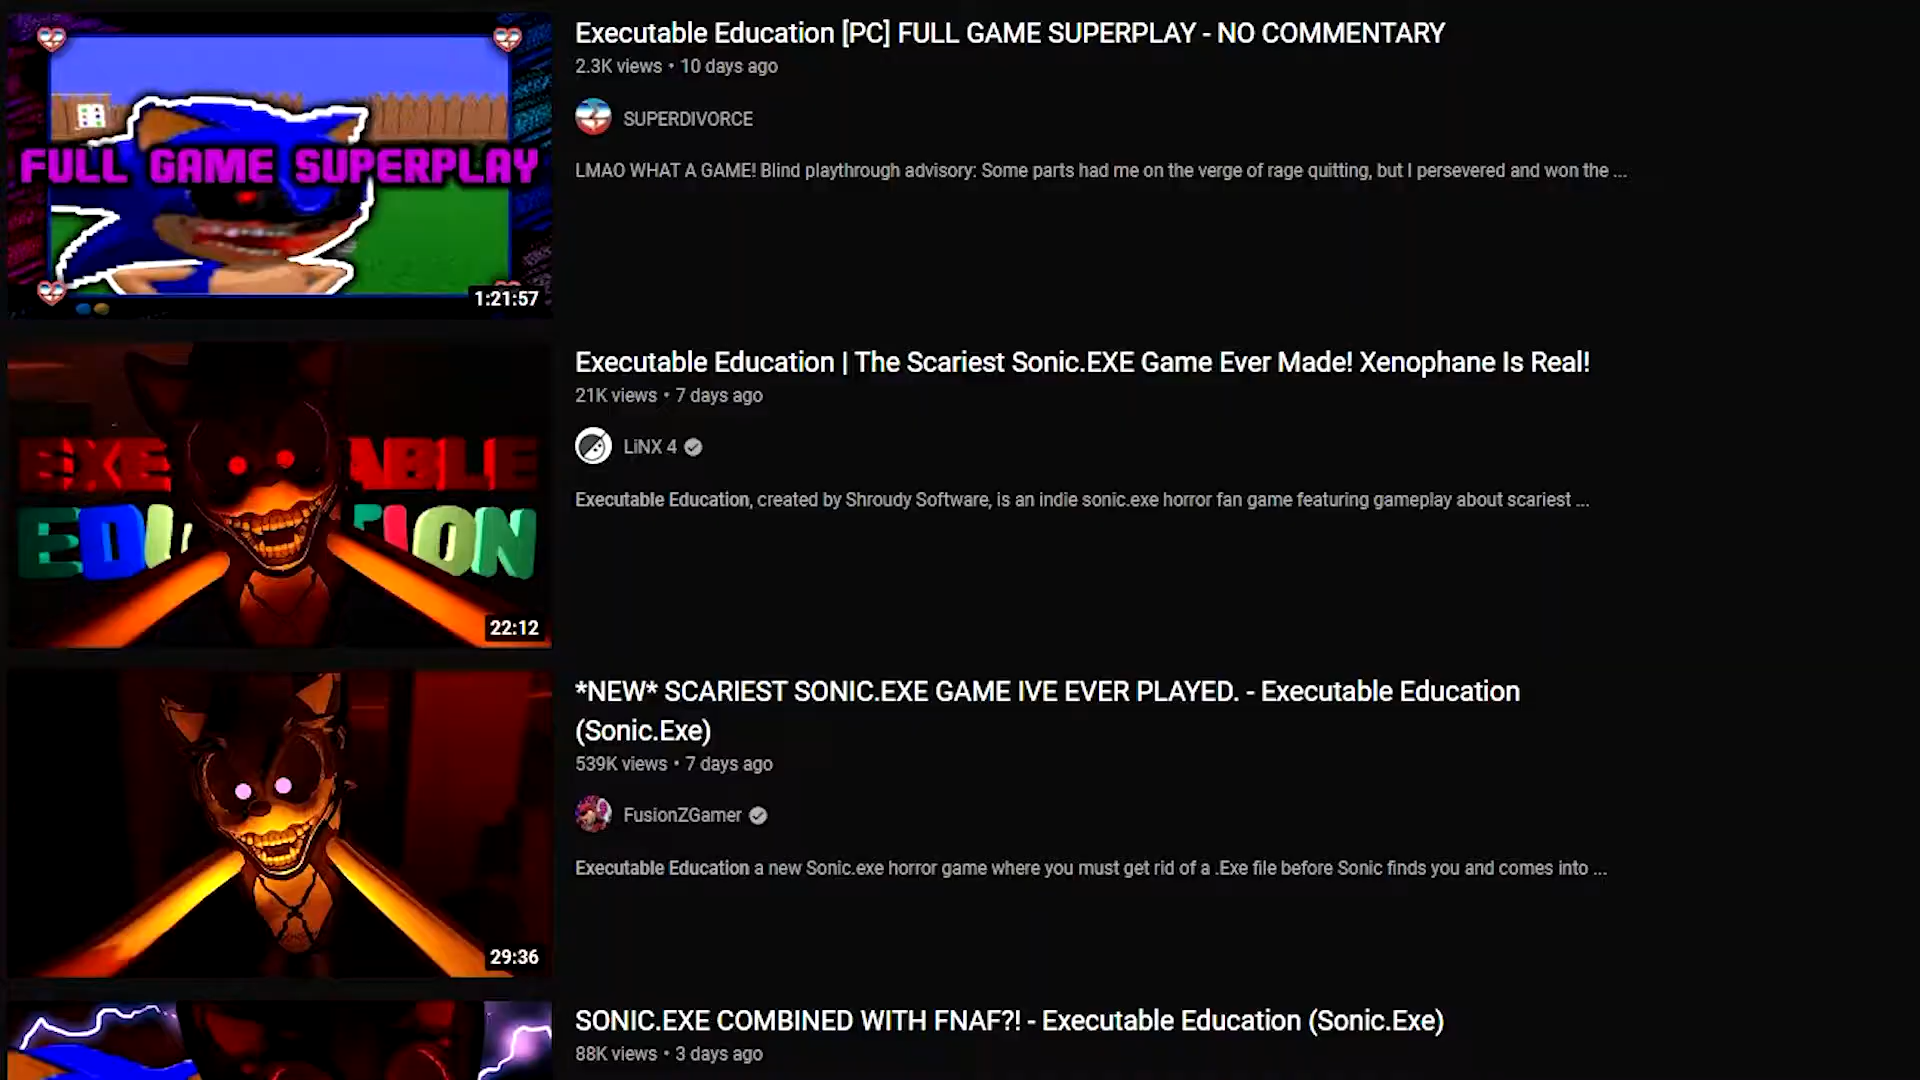 Executable Education [PC] FULL GAME SUPERPLAY - NO COMMENTARY
2.3K views • 10 days ago
SUPERDIVORCE
LMAO WHAT A GAME! Blind playthrough advisory: Some parts had me on the verge of rage quitting, but I persevered and won the ...
FULL GAME SUPERPLAY
1:21:57
Executable Education | The Scariest Sonic.EXE Game Ever Made! Xenophane Is Real!
21K views • 7 days ago
LiNX 4
Executable Education, created by Shroudy Software, is an indie sonic.exe horror fan game featuring gameplay about scariest ...
EXE ABLE
EDU TION
22:12
*NEW* SCARIEST SONIC.EXE GAME IVE EVER PLAYED. - Executable Education
(Sonic.Exe)
539K views • 7 days ago
FusionZGamer
Executable Education a new Sonic.exe horror game where you must get rid of a .Exe file before Sonic finds you and comes into ...
29:36
SONIC.EXE COMBINED WITH FNAF?! - Executable Education (Sonic.Exe)
88K views • 3 days ago